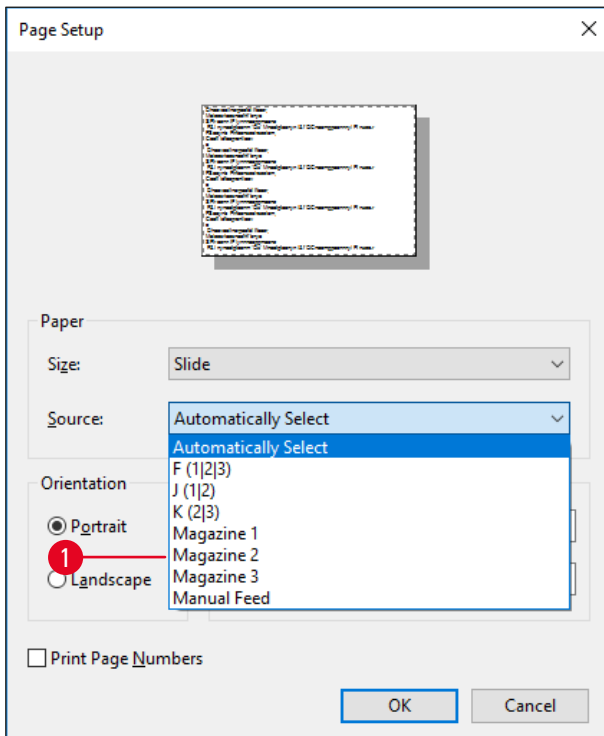 Page Setup
Paper
Size:
Slide
Source:
Automatically Select
Automatically Select
F (1|2|3)
J (1|2)
K (2|3)
Magazine 1
Magazine 2
Magazine 3
Manual Feed
Orientation
Portrait
1
Landscape
Print Page Numbers
OK
Cancel